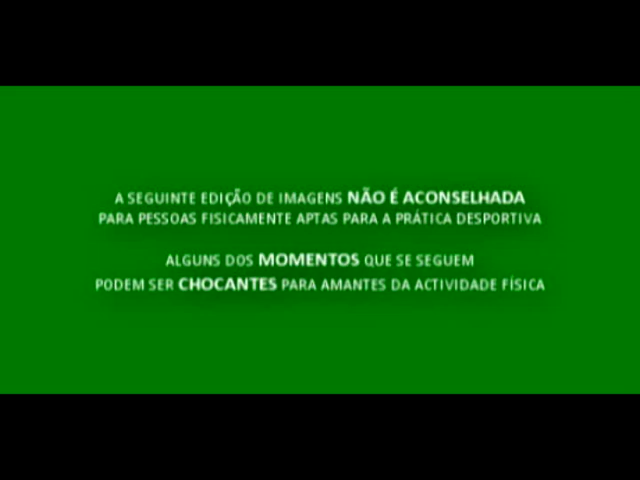 A SEGUINTE EDIÇÃO DE IMAGENS NÃO É ACONSELHADA
PARA PESSOAS FISICAMENTE APTAS PARA A PRÁTICA DESPORTIVA
ALGUNS DOS MOMENTOS QUE SE SEGUEM
PODEM SER CHOCANTES PARA AMANTES DA ACTIVIDADE FÍSICA